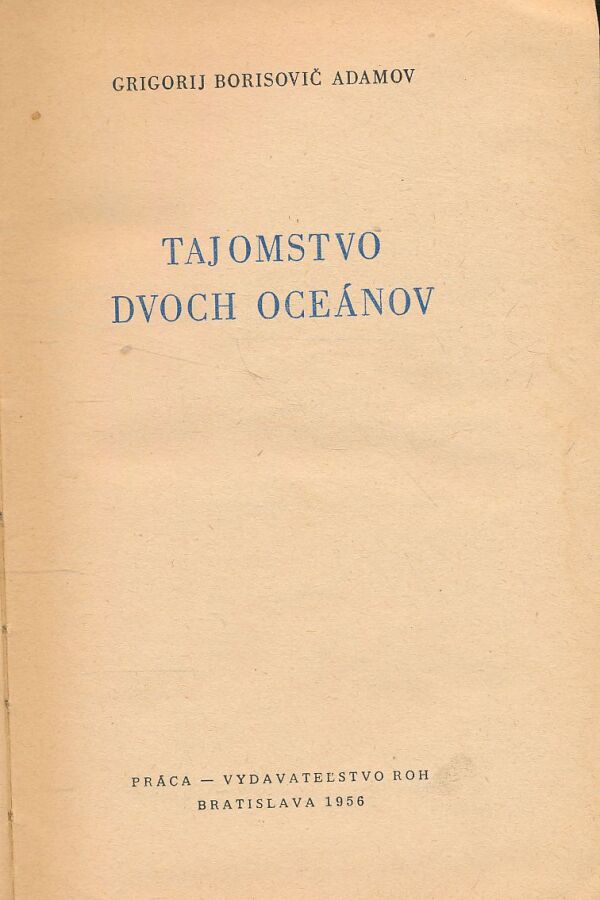 GRIGORIJ BORISOVIČ ADAMOV
TAJOMSTVO
DVOCH OCEÁNOV
PRÁCA — VYDAVATEĽSTVO ROH
BRATISLAVA 1956